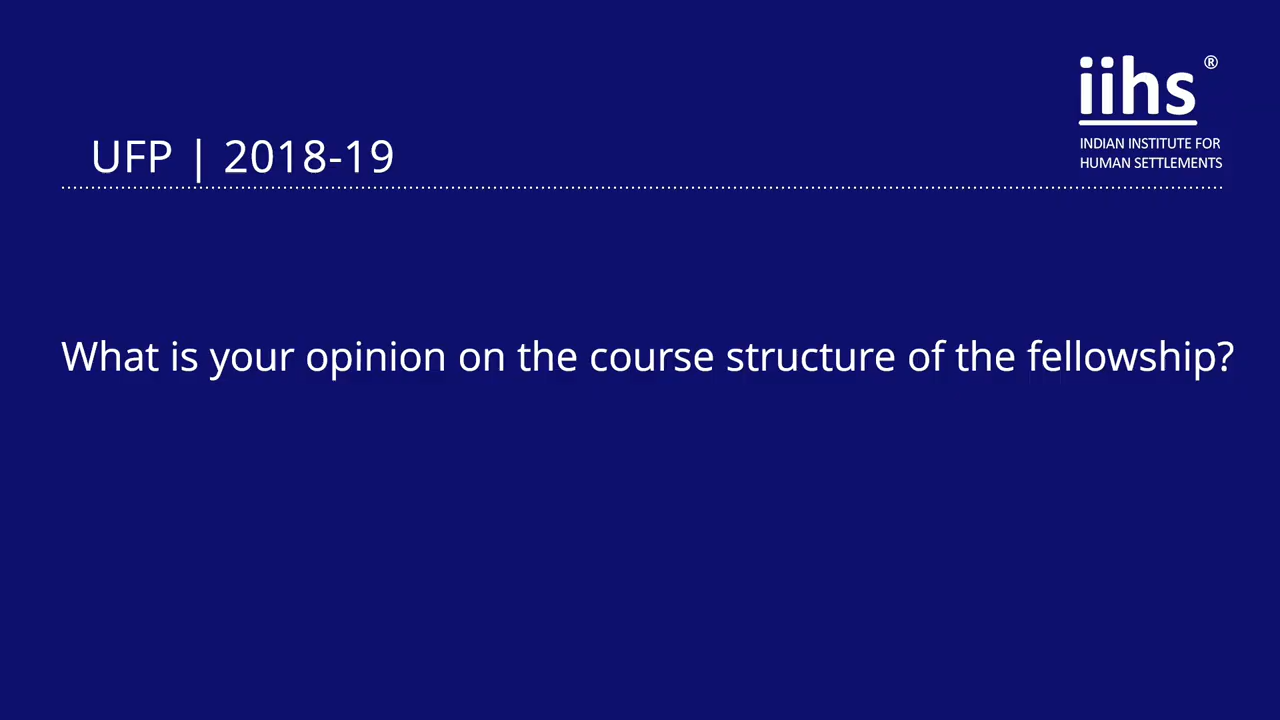 iihs®
INDIAN INSTITUTE FOR
HUMAN SETTLEMENTS
UFP | 2018-19
What is your opinion on the course structure of the fellowship?